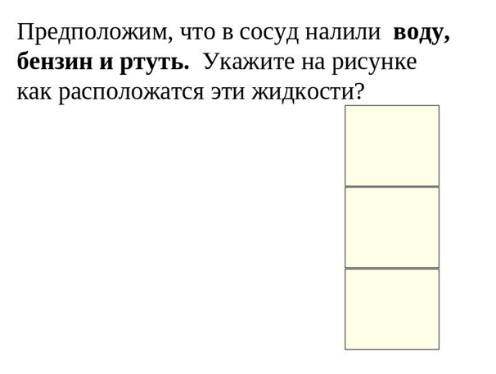 Предположим, что в сосуд налили воду,
бензин и ртуть. Укажите на рисунке
как расположатся эти жидкости?